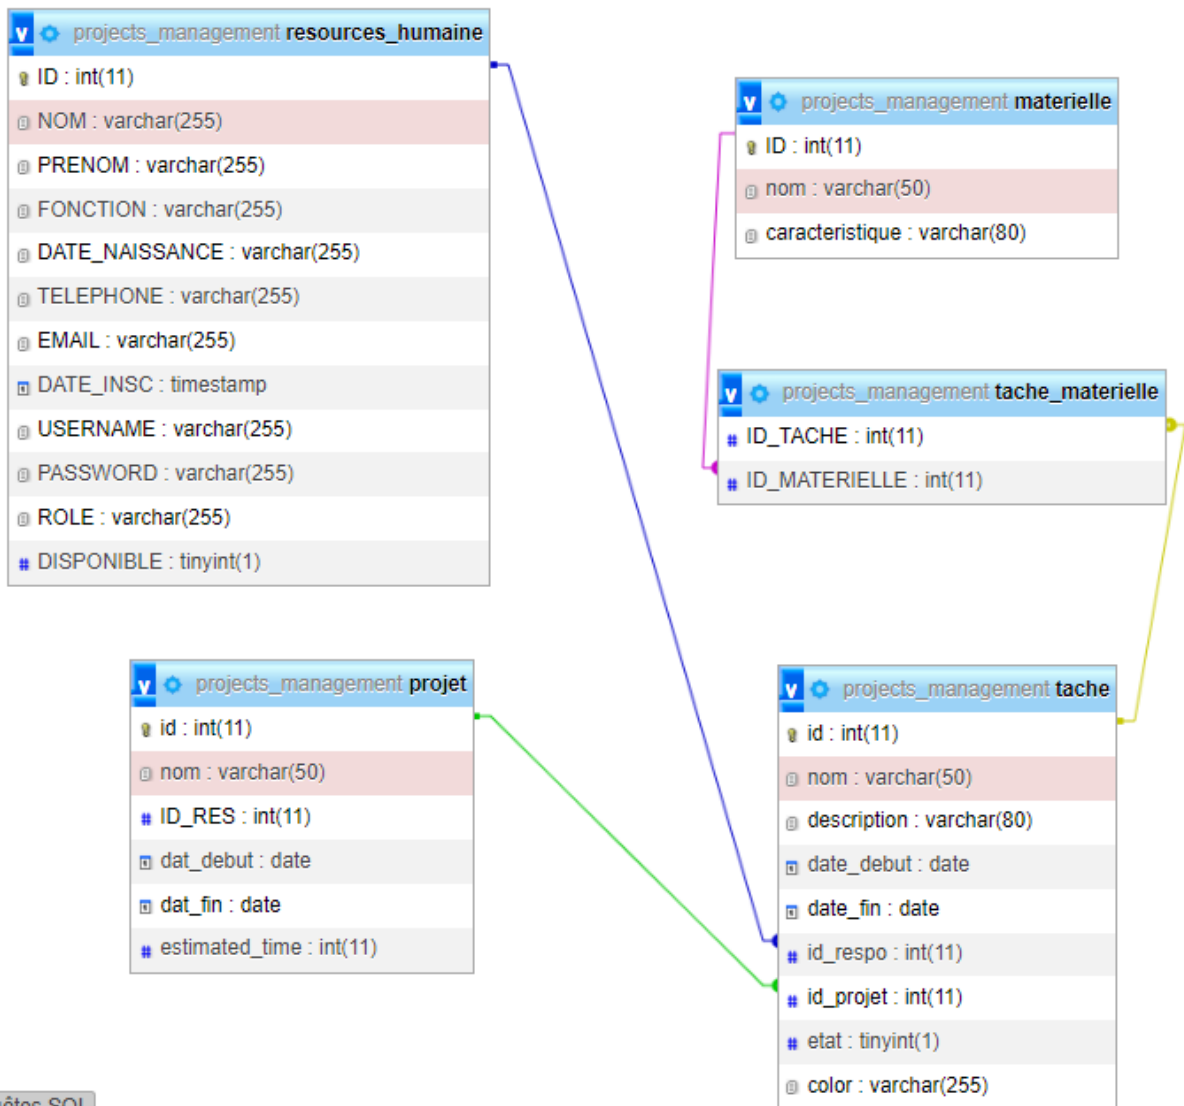 projects_management resources_humaine
ID : int(11)
NOM : varchar(255)
PRENOM : varchar(255)
FONCTION : varchar(255)
DATE_NAISSANCE : varchar(255)
TELEPHONE : varchar(255)
EMAIL : varchar(255)
DATE_INSC : timestamp
USERNAME : varchar(255)
PASSWORD : varchar(255)
ROLE : varchar(255)
DISPONIBLE : tinyint(1)
projects_management materielle
ID : int(11)
nom : varchar(50)
caracteristique : varchar(80)
projects_management tache_materielle
ID_TACHE : int(11)
ID_MATERIELLE : int(11)
projects_management projet
id : int(11)
nom : varchar(50)
ID_RES : int(11)
dat_debut : date
dat_fin : date
estimated_time : int(11)
projects_management tache
id : int(11)
nom : varchar(50)
description : varchar(80)
date_debut : date
date_fin : date
id_respo : int(11)
id_projet : int(11)
etat : tinyint(1)
color : varchar(255)